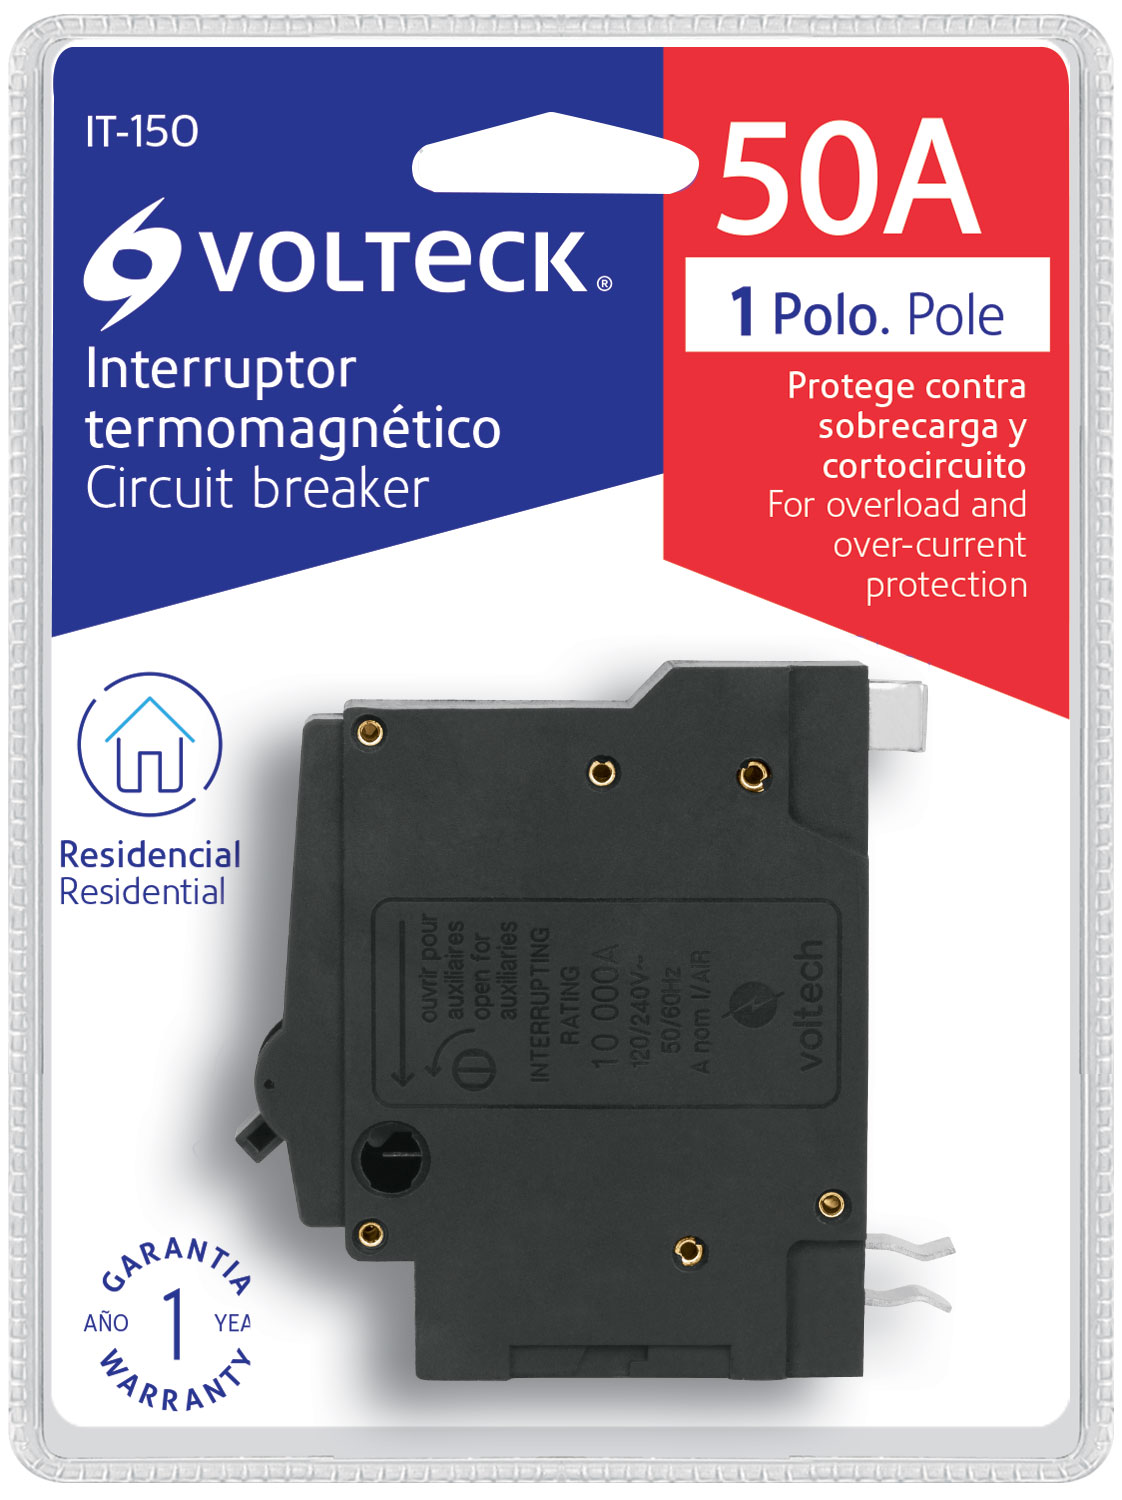 IT-150
VOLTECK®
Interruptor
termomagnético
Circuit breaker
50A
1 Polo. Pole
Protege contra
sobrecarga y
cortocircuito
For overload and
over-current
protection
Residencial
Residential
ouvrir pour
auxiliaires
open for
auxiliaries
INTERRUPTING
RATING
10 000A
120/240V~
50/60Hz
A nom I/AIR
voltech
GARANTIA
AÑO 1 YEA
WARRANTY